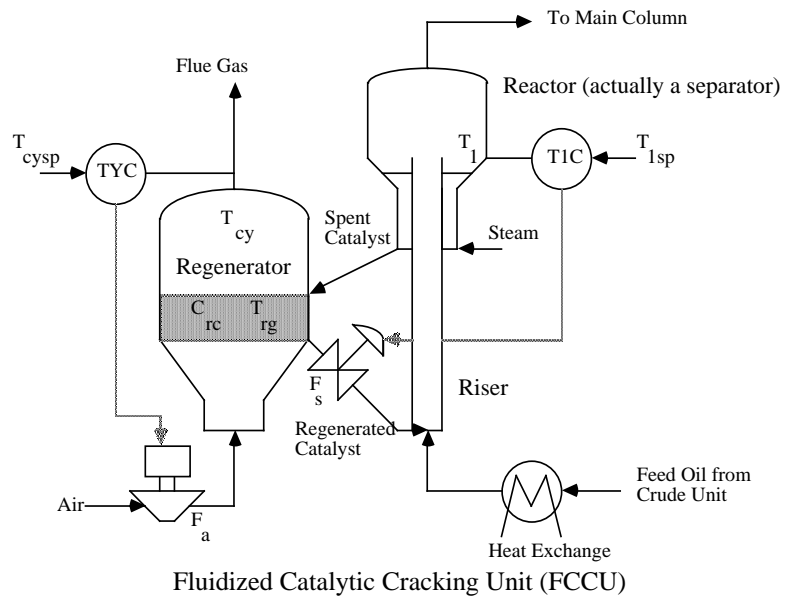 To Main Column
Flue Gas
Reactor (actually a separator)
T
cysp
TYC
T
1
T1C
T
1sp
T
cy
Spent
Catalyst
Steam
Regenerator
C
rc
T
rg
F
s
Riser
Regenerated
Catalyst
Feed Oil from
Crude Unit
Air
F
a
Heat Exchange
Fluidized Catalytic Cracking Unit (FCCU)